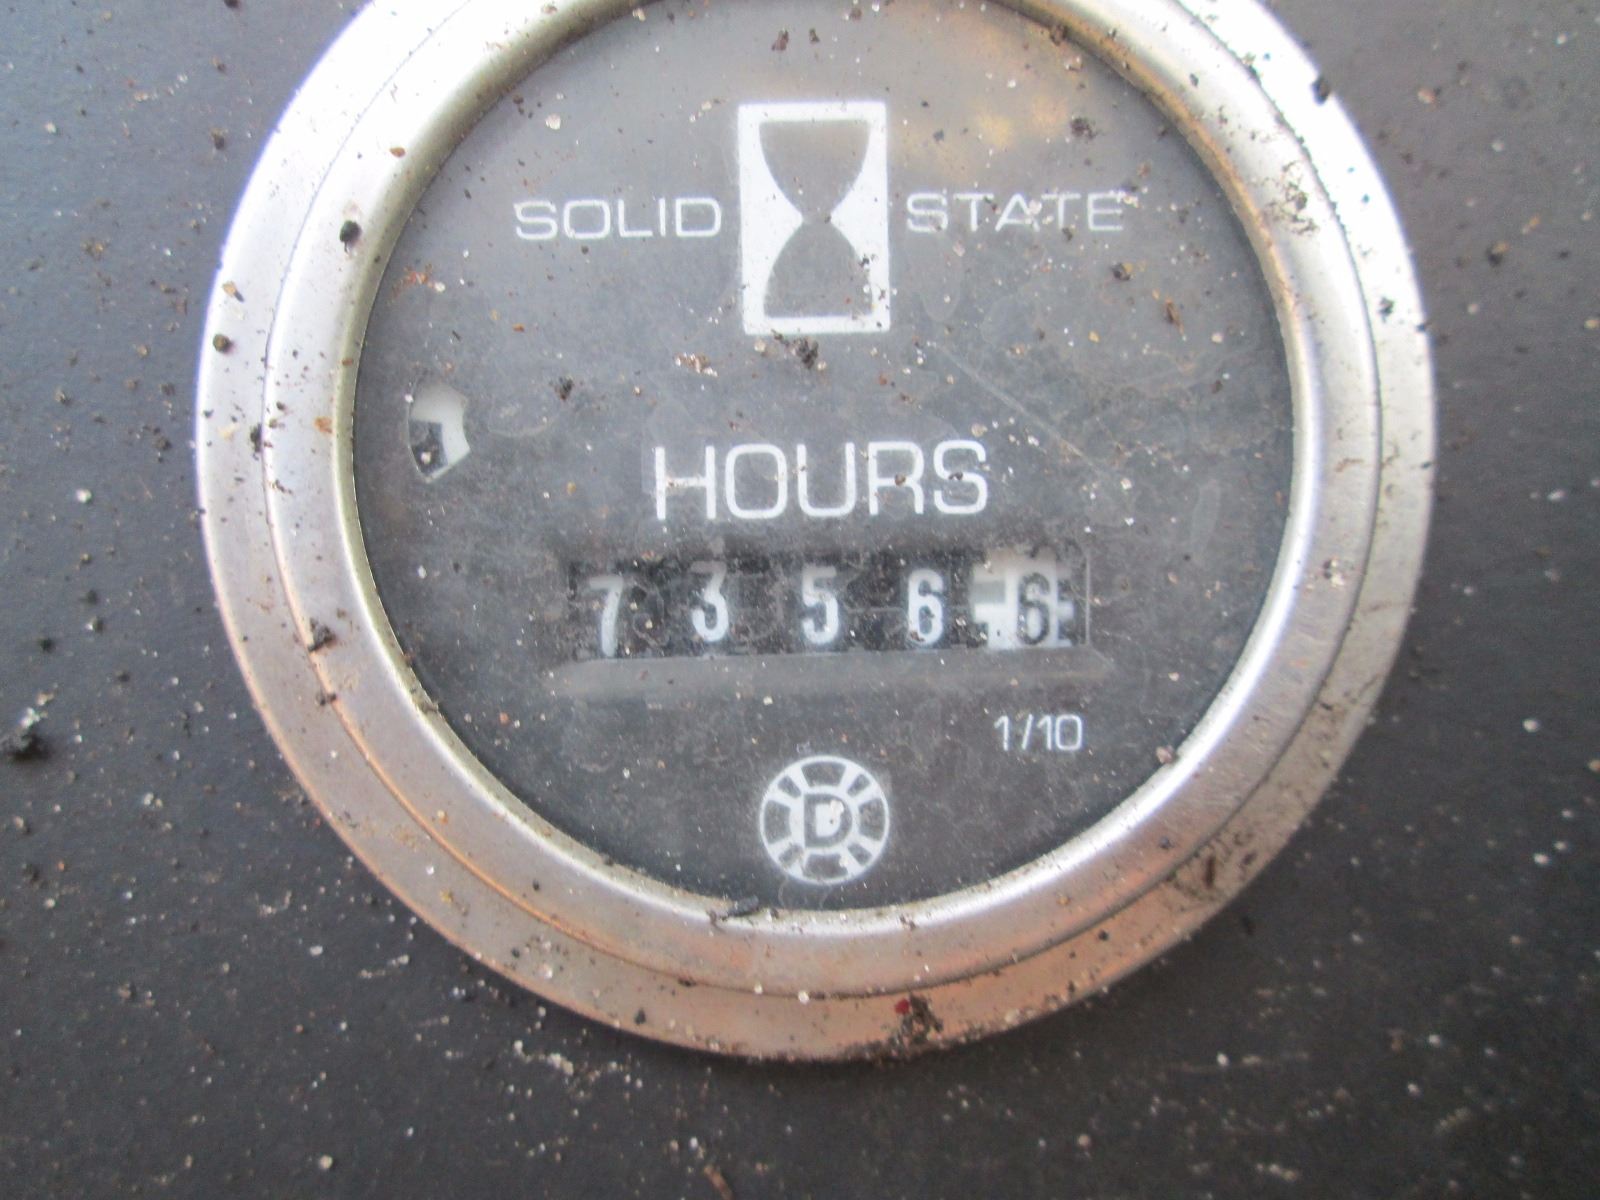 SOLID STATE
HOURS
7 3 5 6 6
1/10
D